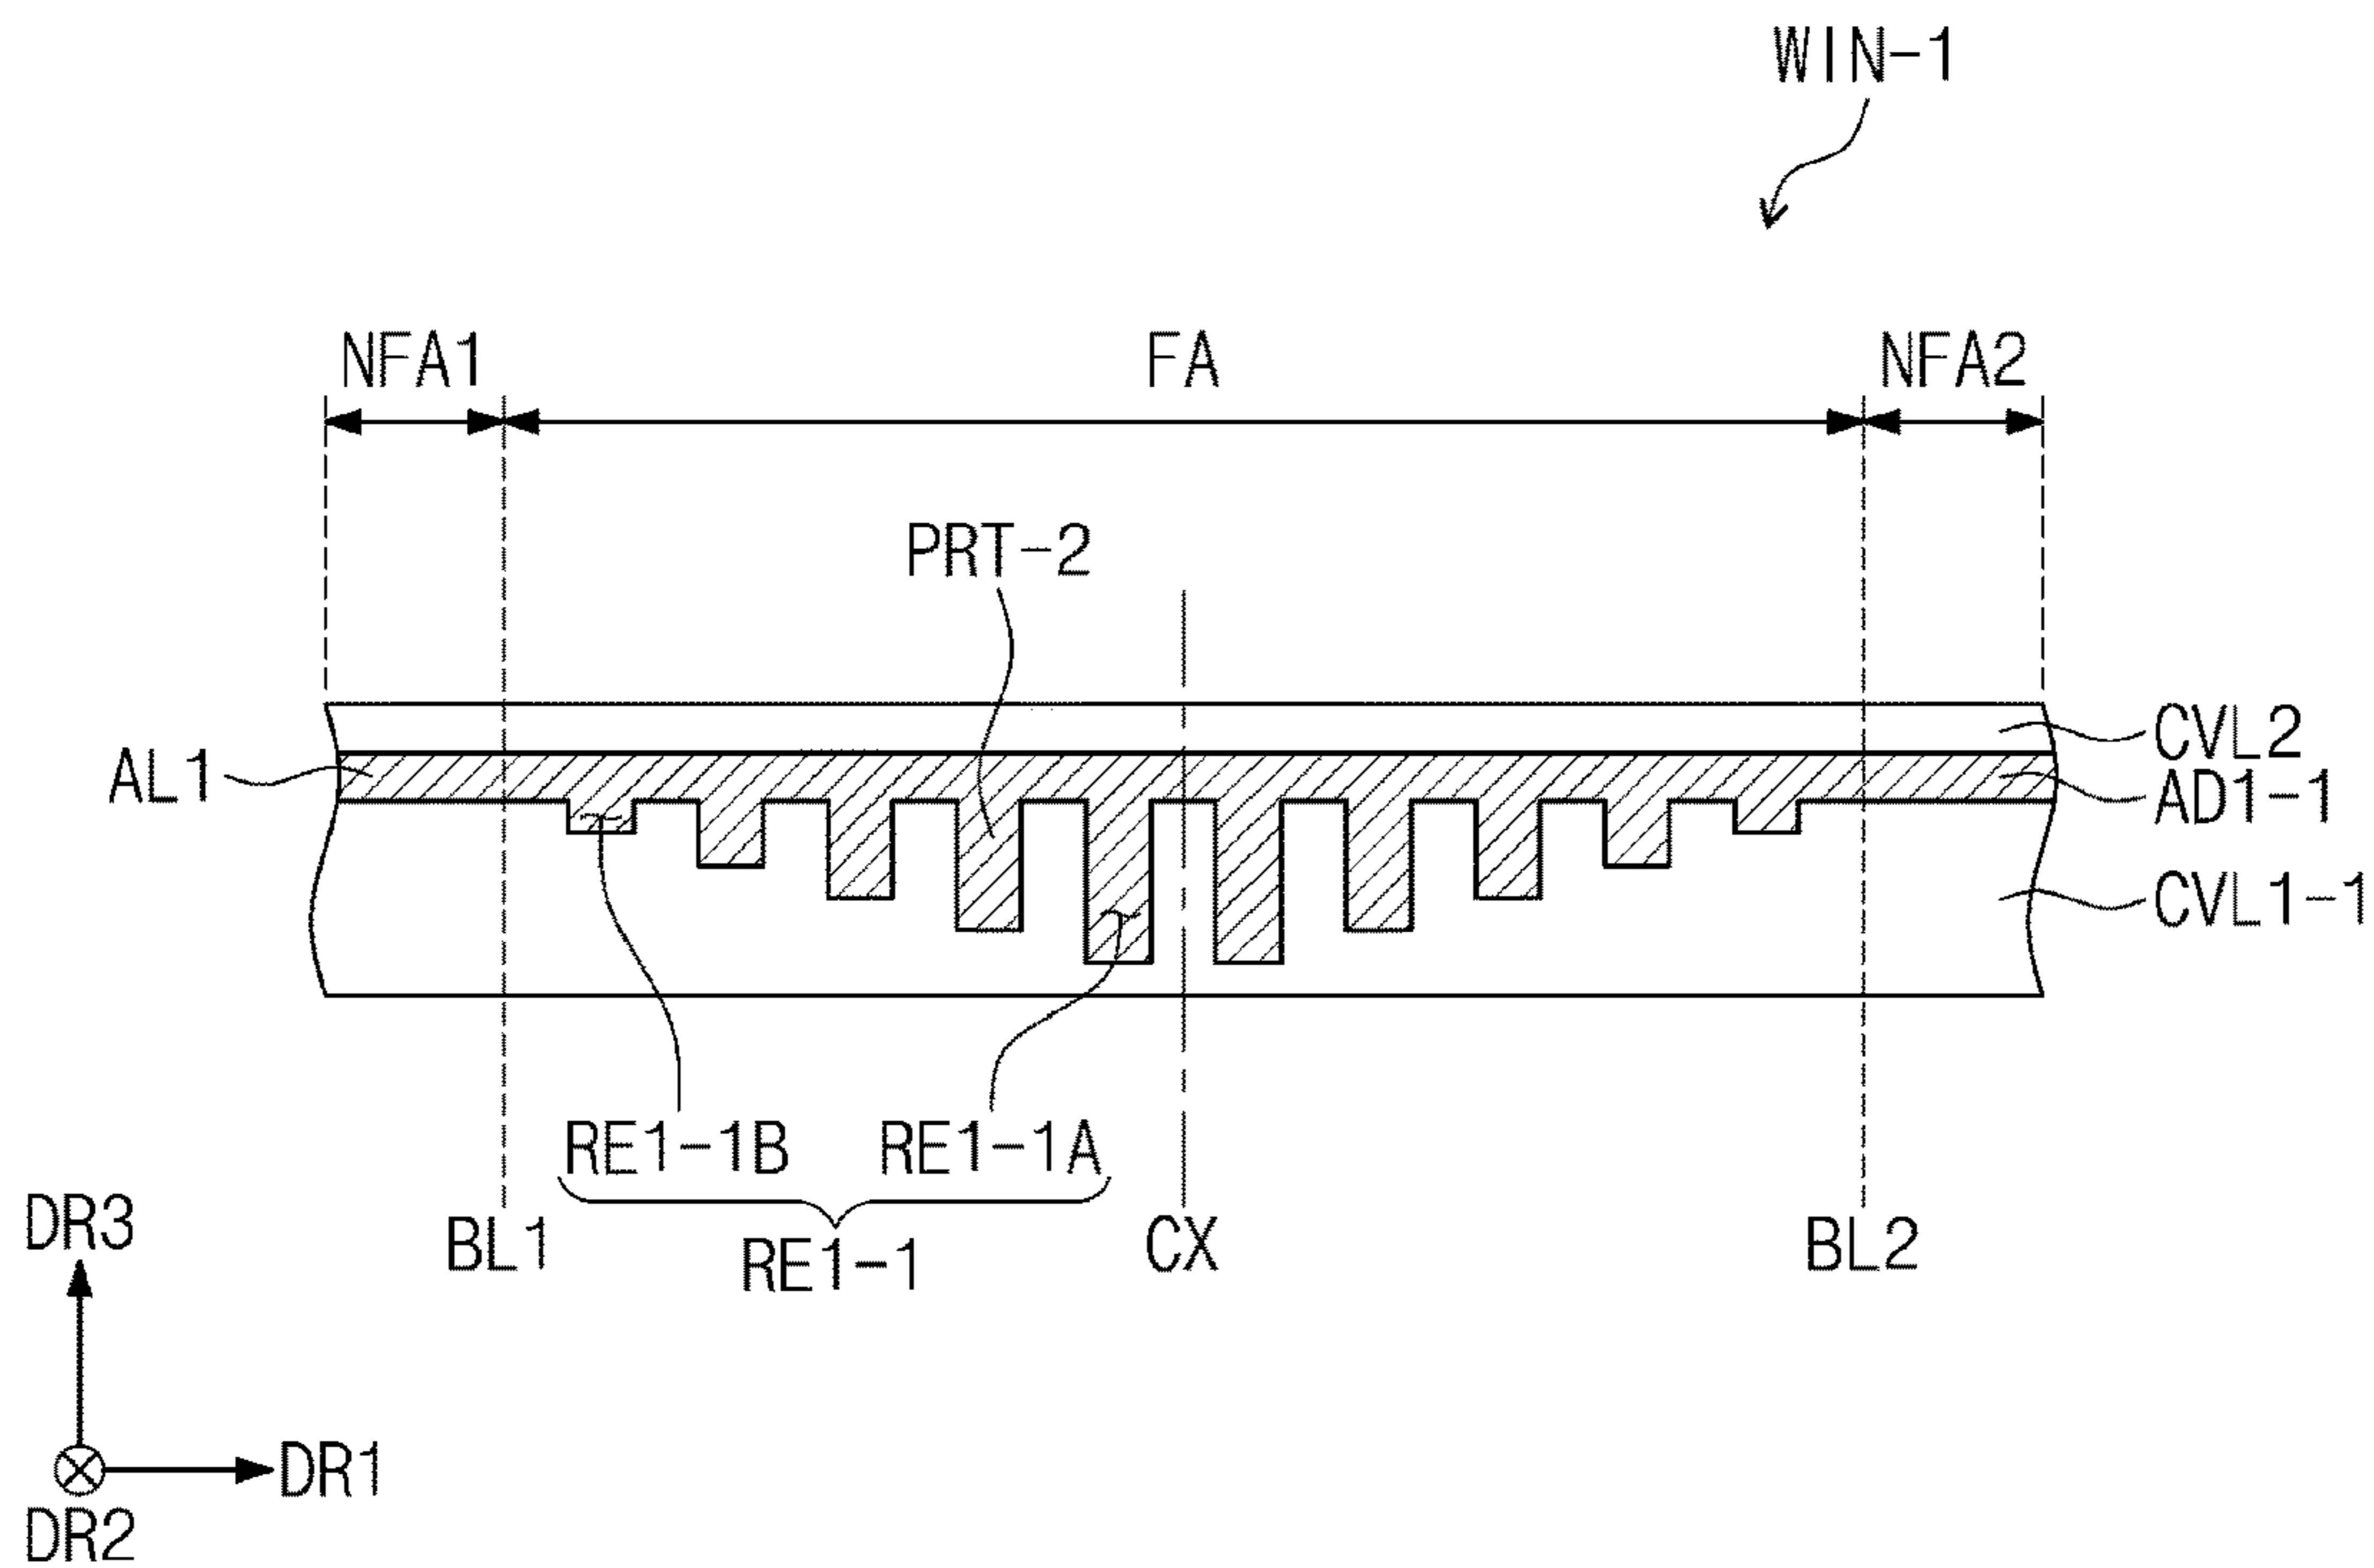 WIN-1
NFA1 FA NFA2
PRT-2
CVL2
AL1 AD1-1
CVL1-1
RE1-1B RE1-1A
DR3 BL1 RE1-1 CX BL2
DR1
DR2